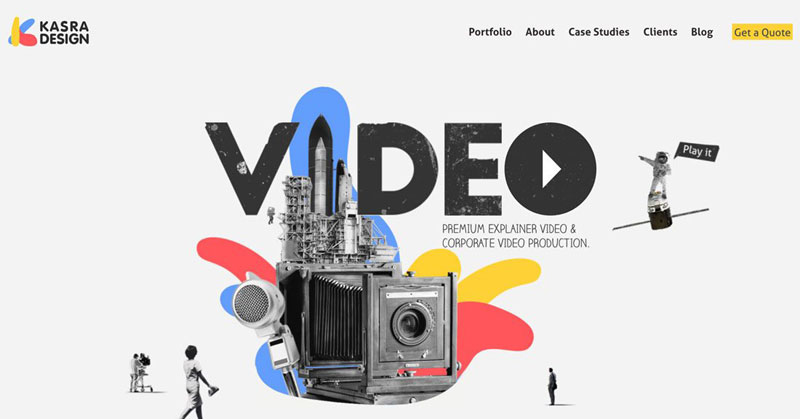 KASRA
DESIGN
Portfolio
About
Case Studies
Clients
Blog
Get a Quote
VIDEO
Play it
PREMIUM EXPLAINER VIDEO &
CORPORATE VIDEO PRODUCTION.